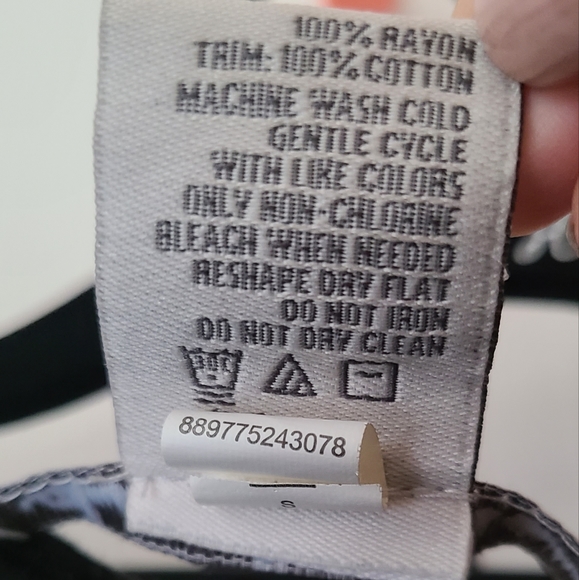 100% RAYON
TRIM: 100% COTTON
MACHINE WASH COLD
GENTLE CYCLE
WITH LIKE COLORS
ONLY NON-CHLORINE
BLEACH WHEN NEEDED
RESHAPE DRY FLAT
DO NOT IRON
DO NOT DRY CLEAN
889775243078
S